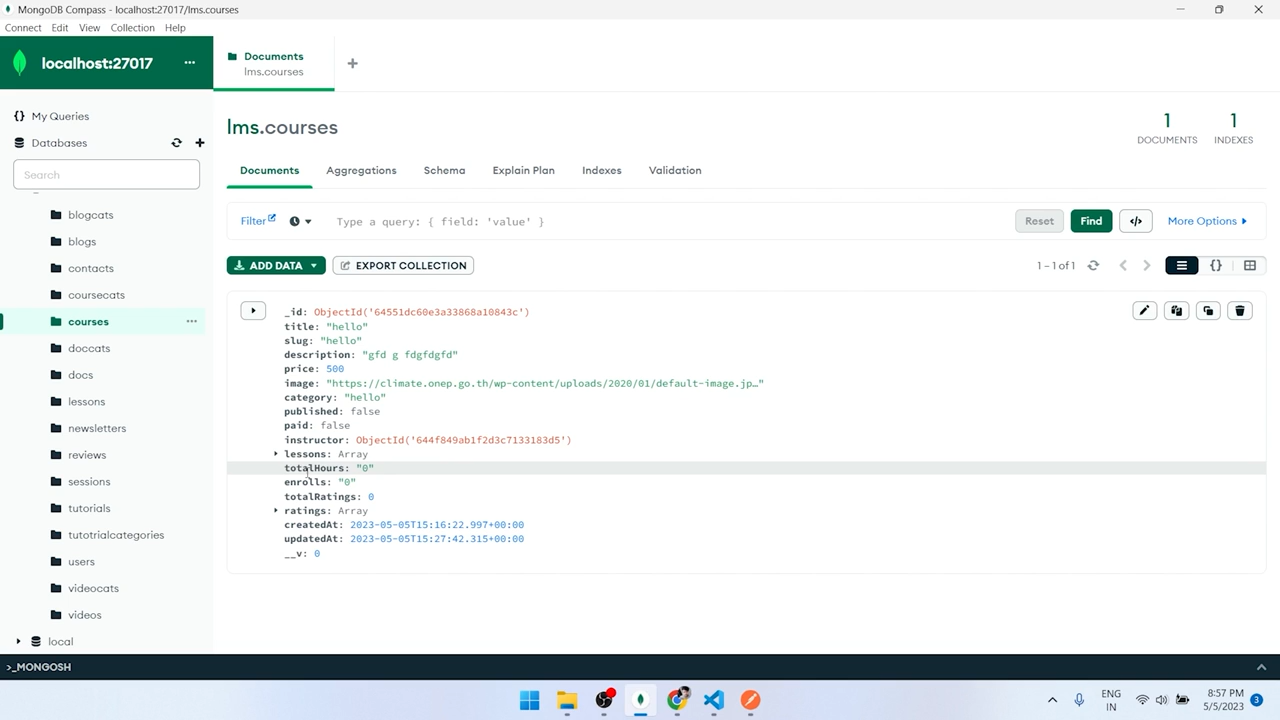 MongoDB Compass - localhost:27017/lms.courses
Connect Edit View Collection Help
localhost:27017
Documents
lms.courses
My Queries
Databases
Search
blogcats
blogs
contacts
coursecats
courses
doccats
docs
lessons
newsletters
reviews
sessions
tutorials
tutotrialcategories
users
videocats
videos
local
lms.courses
1
DOCUMENTS
1
INDEXES
Documents Aggregations Schema Explain Plan Indexes Validation
Filter Type a query: { field: 'value' } Reset Find </> More Options
ADD DATA EXPORT COLLECTION 1 – 1 of 1 {}
_id: ObjectId('64551dc60e3a33868a10843c')
title: "hello"
slug: "hello"
description: "gfd g fdgfdgfd"
price: 500
image: "https://climate.onep.go.th/wp-content/uploads/2020/01/default-image.jp…"
category: "hello"
published: false
paid: false
instructor: ObjectId('644f849ab1f2d3c7133183d5')
lessons: Array
totalHours: "0"
enrolls: "0"
totalRatings: 0
ratings: Array
createdAt: 2023-05-05T15:16:22.997+00:00
updatedAt: 2023-05-05T15:27:42.315+00:00
__v: 0
>_MONGOSH
ENG
IN
8:57 PM
5/5/2023
3